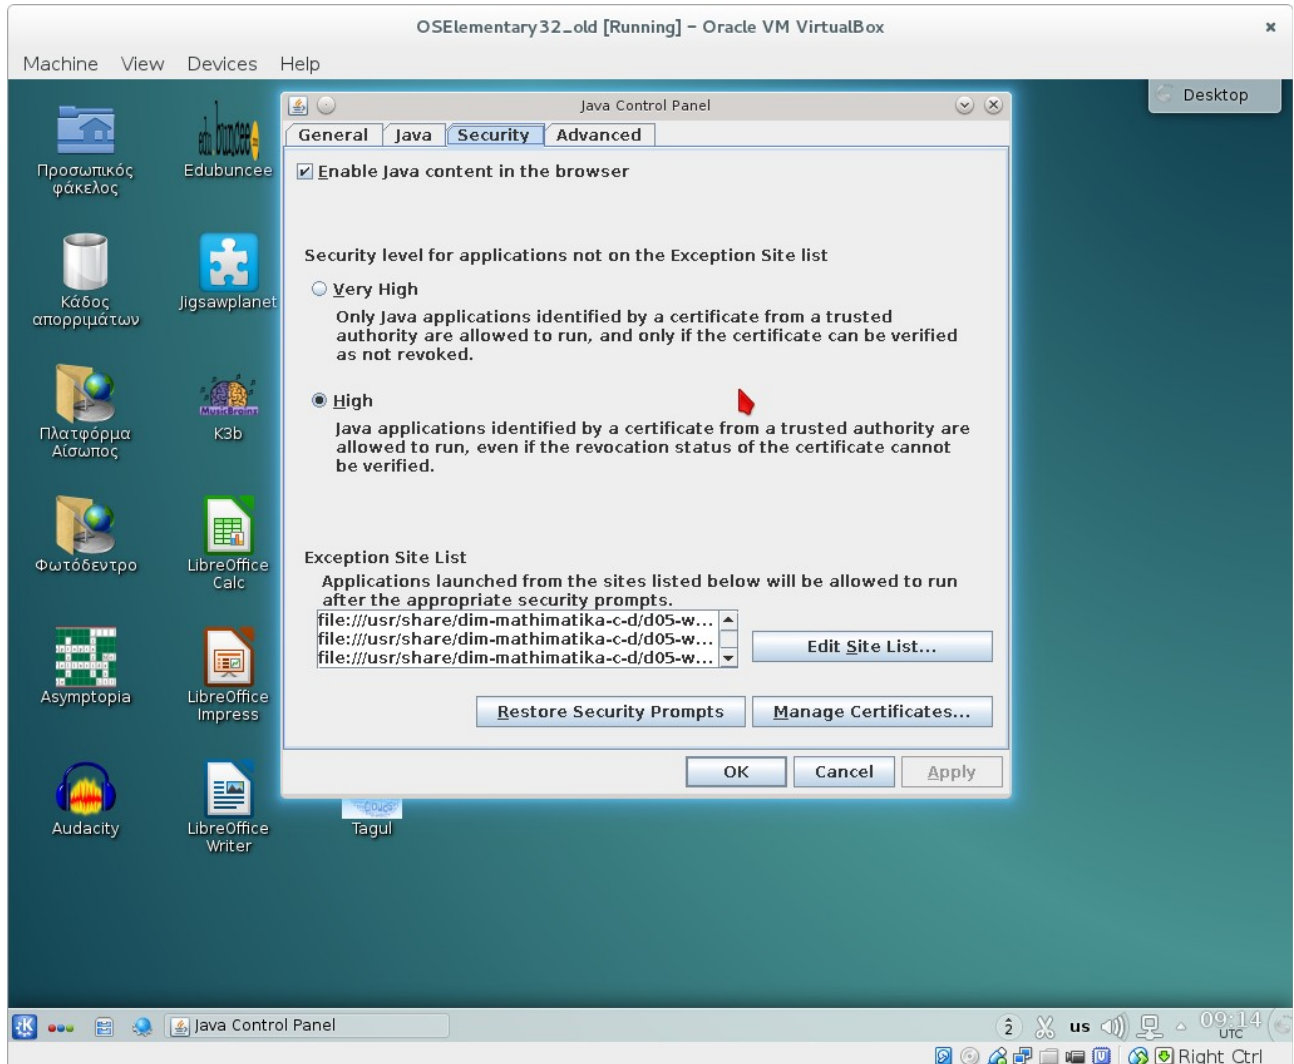 OSElementary32_old [Running] - Oracle VM VirtualBox
Machine View Devices Help
Desktop
Java Control Panel
General Java Security Advanced
Enable Java content in the browser
Security level for applications not on the Exception Site list
Very High
Only Java applications identified by a certificate from a trusted
authority are allowed to run, and only if the certificate can be verified
as not revoked.
High
Java applications identified by a certificate from a trusted authority are
allowed to run, even if the revocation status of the certificate cannot
be verified.
Exception Site List
Applications launched from the sites listed below will be allowed to run
after the appropriate security prompts.
file:///usr/share/dim-mathimatika-c-d/d05-w...
file:///usr/share/dim-mathimatika-c-d/d05-w...
file:///usr/share/dim-mathimatika-c-d/d05-w...
Edit Site List...
Restore Security Prompts
Manage Certificates...
OK Cancel Apply
Προσωπικός
φάκελος
Edubuncee
Κάδος
απορριμάτων
Jigsawplanet
Πλατφόρμα
Αίσωπος
MusicBrainz
K3b
Φωτόδεντρο
LibreOffice
Calc
Asymptopia
LibreOffice
Impress
Audacity
LibreOffice
Writer
Tagul
Java Control Panel
2
us
09:14
UTC
Right Ctrl